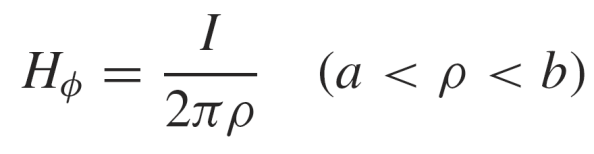 H_ϕ = I / 2πρ (a < ρ < b)